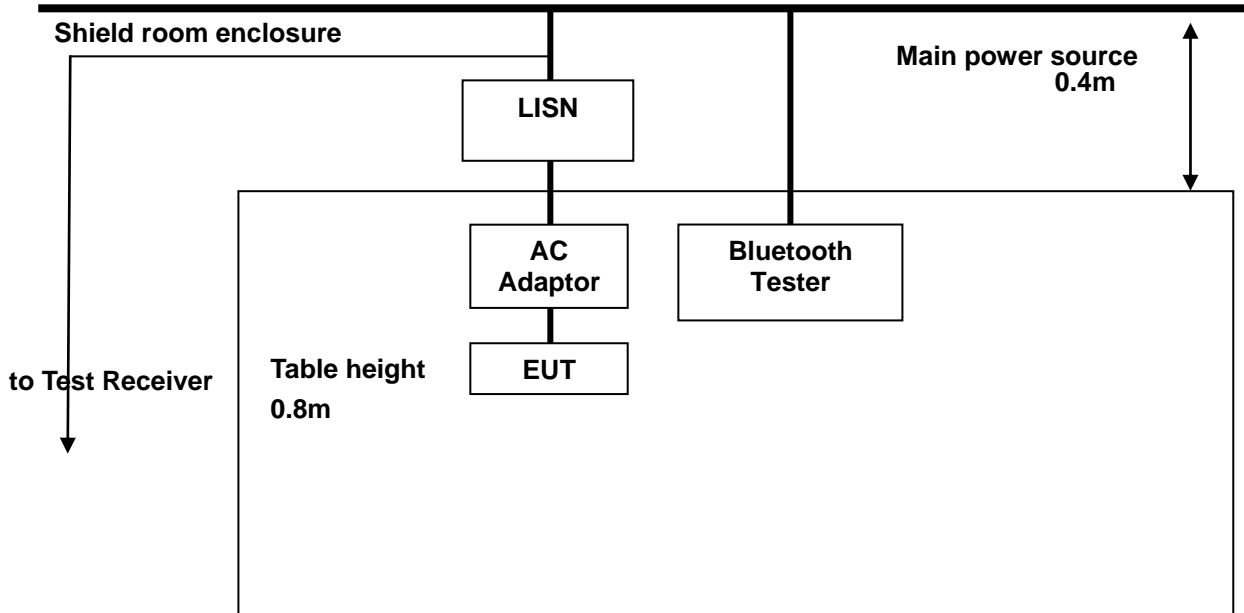 Shield room enclosure
Main power source
0.4m
LISN
AC
Adaptor
Bluetooth
Tester
Table height
0.8m
EUT
to Test Receiver